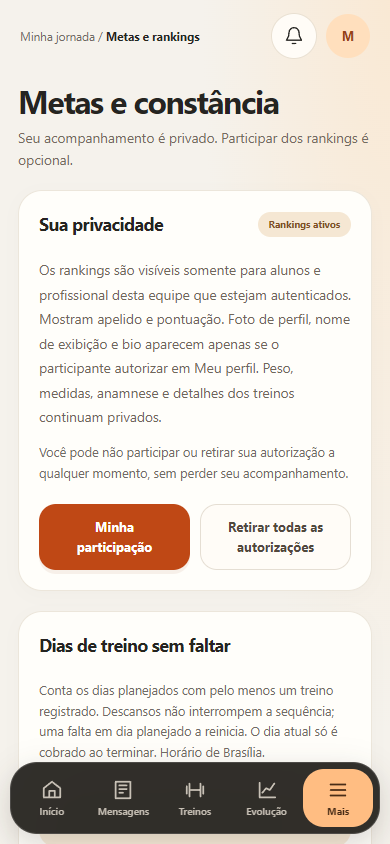 Minha jornada / Metas e rankings
M
Metas e constância
Seu acompanhamento é privado. Participar dos rankings é
opcional.
Sua privacidade
Rankings ativos
Os rankings são visíveis somente para alunos e
profissional desta equipe que estejam autenticados.
Mostram apelido e pontuação. Foto de perfil, nome
de exibição e bio aparecem apenas se o
participante autorizar em Meu perfil. Peso,
medidas, anamnese e detalhes dos treinos
continuam privados.
Você pode não participar ou retirar sua autorização a
qualquer momento, sem perder seu acompanhamento.
Minha
participação
Retirar todas as
autorizações
Dias de treino sem faltar
Conta os dias planejados com pelo menos um treino
registrado. Descansos não interrompem a sequência;
uma falta em dia planejado a reinicia. O dia atual só é
cobrado ao terminar. Horário de Brasília.
Início
Mensagens
Treinos
Evolução
Mais